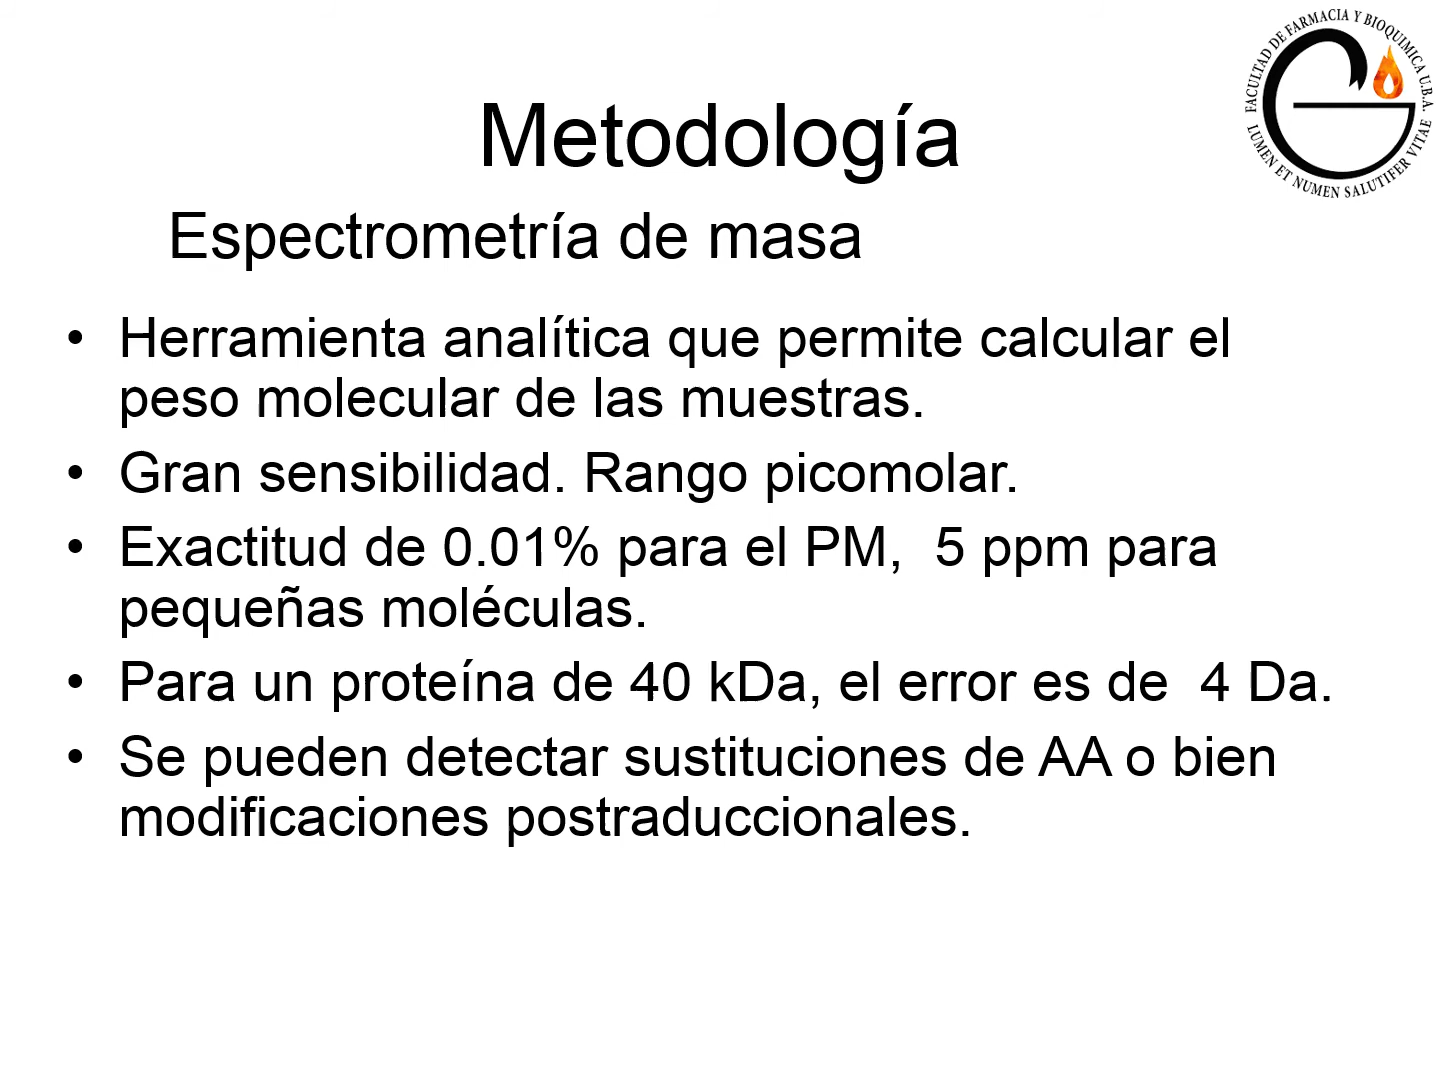 FACULTAD DE FARMACIA Y BIOQUIMICA U.B.A.
LUMEN ET NUMEN SALUTIFER VITAE
Metodología
Espectrometría de masa
• Herramienta analítica que permite calcular el
peso molecular de las muestras.
• Gran sensibilidad. Rango picomolar.
• Exactitud de 0.01% para el PM,  5 ppm para
pequeñas moléculas.
• Para un proteína de 40 kDa, el error es de  4 Da.
• Se pueden detectar sustituciones de AA o bien
modificaciones postraduccionales.